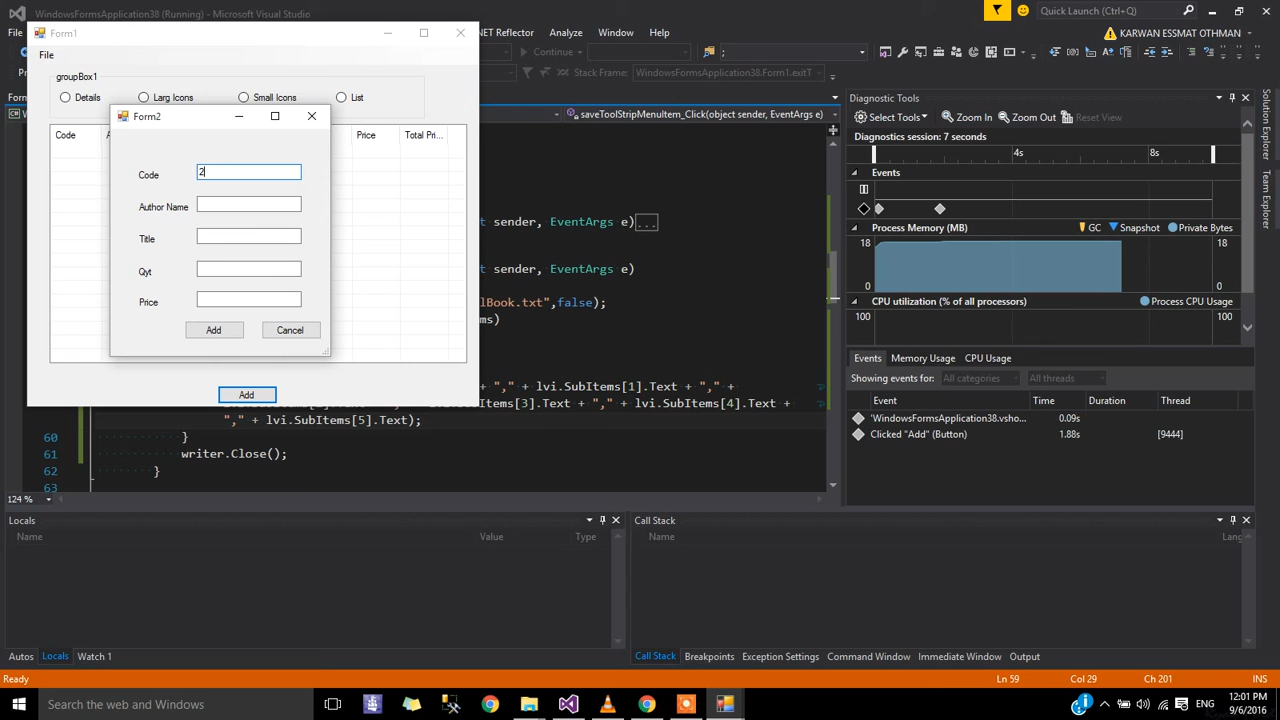 WindowsFormsApplication38 (Running) - Microsoft Visual Studio
Quick Launch (Ctrl+Q)
Form1
File
.NET Reflector Analyze Window Help
KARWAN ESSMAT OTHMAN
Continue
;
Stack Frame: WindowsFormsApplication38.Form1.exitT
groupBox1
Details Larg Icons Small Icons List
Form2
saveToolStripMenuItem_Click(object sender, EventArgs e)
Code Price Total Pri...
Code 2
Author Name
Title
Qyt
Price
Add Cancel
Add
t sender, EventArgs e)...
t sender, EventArgs e)
lBook.txt",false);
ms)
+ "," + lvi.SubItems[1].Text + "," +
Items[3].Text + "," + lvi.SubItems[4].Text +
"," + lvi.SubItems[5].Text);
60 }
61 writer.Close();
62 }
63
124 %
Diagnostic Tools
Select Tools Zoom In Zoom Out Reset View
Diagnostics session: 7 seconds
4s 8s
Events
Process Memory (MB) GC Snapshot Private Bytes
18 18
0 0
CPU utilization (% of all processors) Process CPU Usage
100 100
Events Memory Usage CPU Usage
Showing events for: All categories All threads
Event Time Duration Thread
'WindowsFormsApplication38.vsho... 0.09s
Clicked "Add" (Button) 1.88s [9444]
Solution Explorer
Team Explorer
Locals
Name Value Type
Call Stack
Name Lang
Autos Locals Watch 1
Call Stack Breakpoints Exception Settings Command Window Immediate Window Output
Ready Ln 59 Col 29 Ch 201 INS
Search the web and Windows
ENG
12:01 PM
9/6/2016